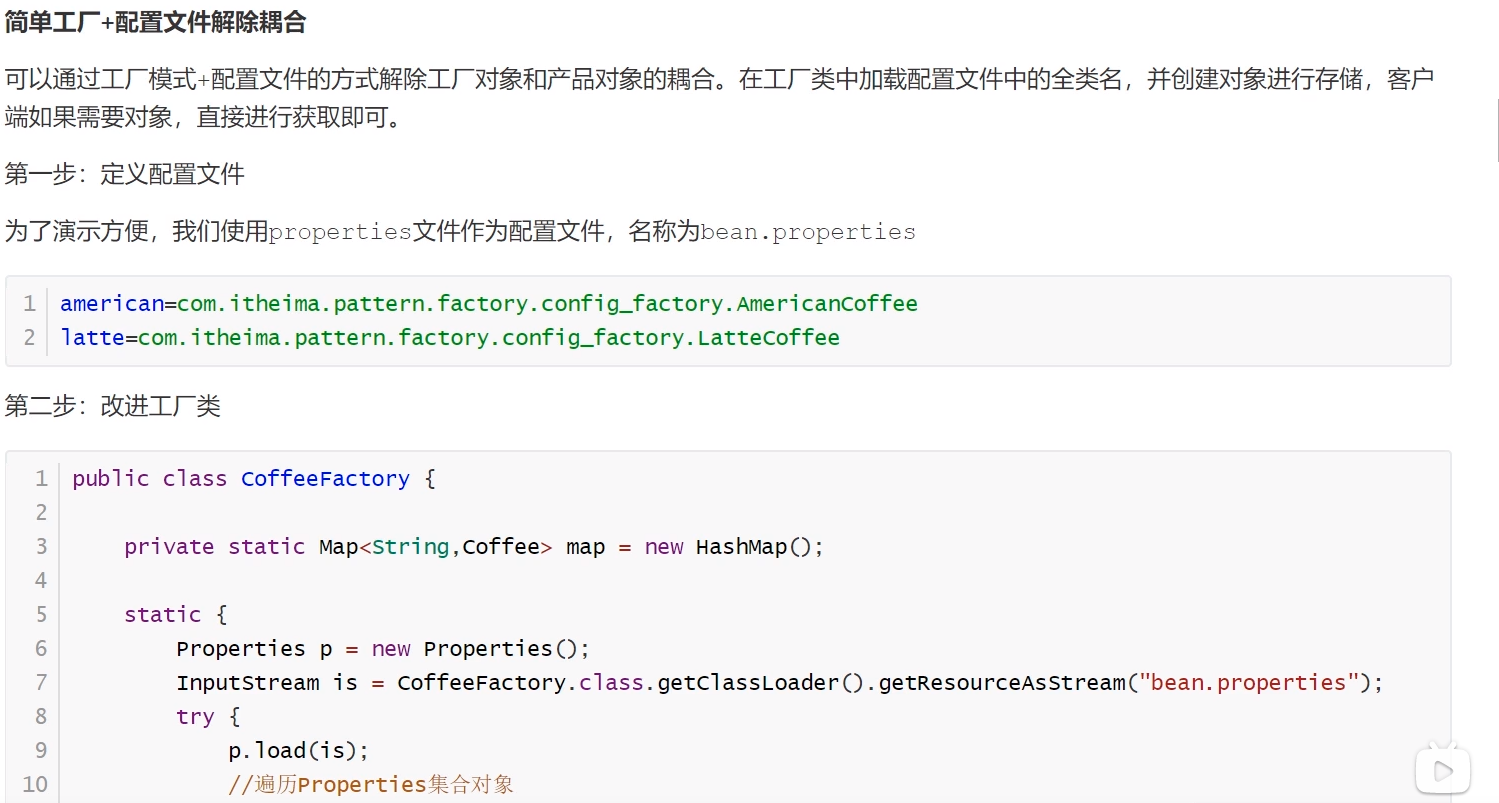 简单工厂+配置文件解除耦合
可以通过工厂模式+配置文件的方式解除工厂对象和产品对象的耦合。在工厂类中加载配置文件中的全类名，并创建对象进行存储，客户
端如果需要对象，直接进行获取即可。
第一步：定义配置文件
为了演示方便，我们使用properties文件作为配置文件，名称为bean.properties
1 american=com.itheima.pattern.factory.config_factory.AmericanCoffee
2 latte=com.itheima.pattern.factory.config_factory.LatteCoffee
第二步：改进工厂类
1 public class CoffeeFactory {
2
3     private static Map<String,Coffee> map = new HashMap();
4
5     static {
6         Properties p = new Properties();
7         InputStream is = CoffeeFactory.class.getClassLoader().getResourceAsStream("bean.properties");
8         try {
9             p.load(is);
10             //遍历Properties集合对象